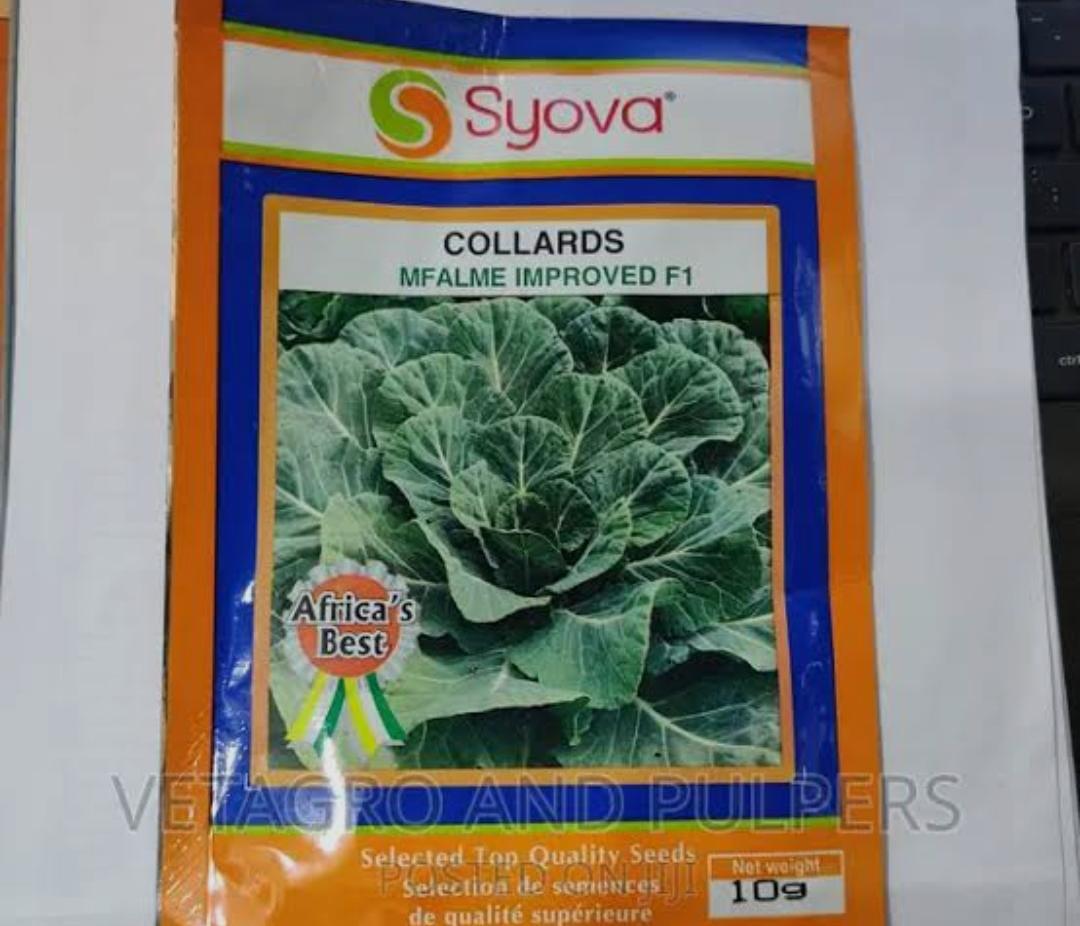 Syova®
COLLARDS
MFALME IMPROVED F1
Africa's
Best
VETAGRO AND PULPERS
Selected Top Quality Seeds
POSTED ON JIJI
Selection de semences
de qualité supérieure
Net weight
10g
ctrl